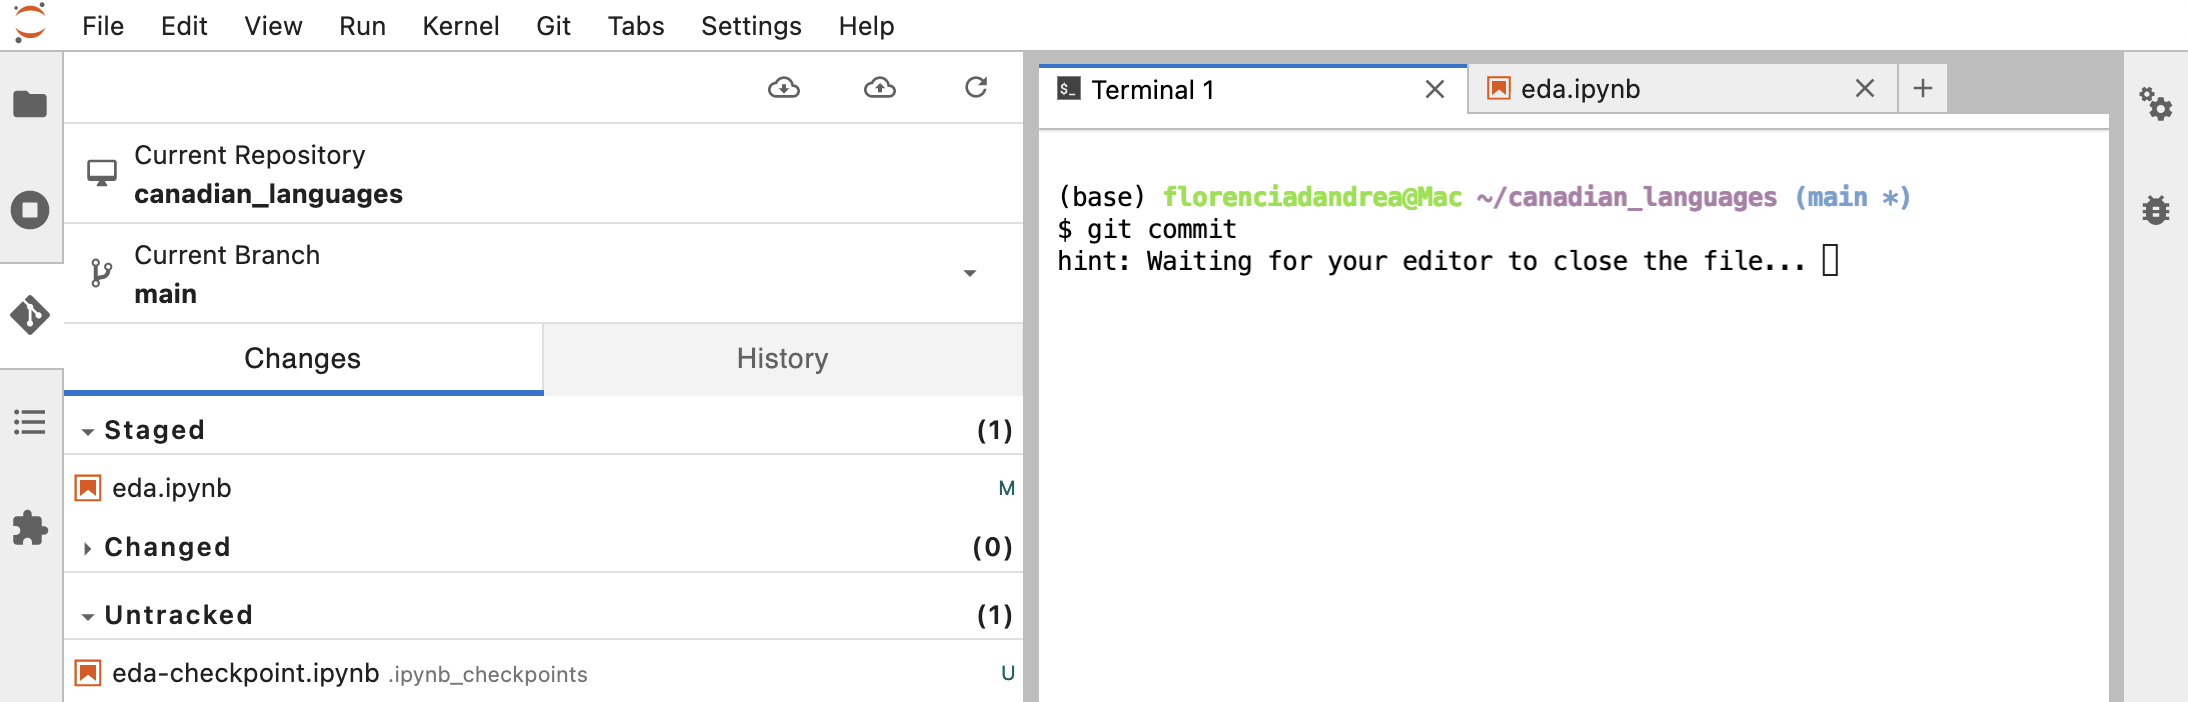 File Edit View Run Kernel Git Tabs Settings Help
Current Repository
canadian_languages
Current Branch
main
Changes History
Staged (1)
eda.ipynb M
Changed (0)
Untracked (1)
eda-checkpoint.ipynb .ipynb_checkpoints U
$_ Terminal 1 eda.ipynb
(base) florenciadandrea@Mac ~/canadian_languages (main *)
$ git commit
hint: Waiting for your editor to close the file...